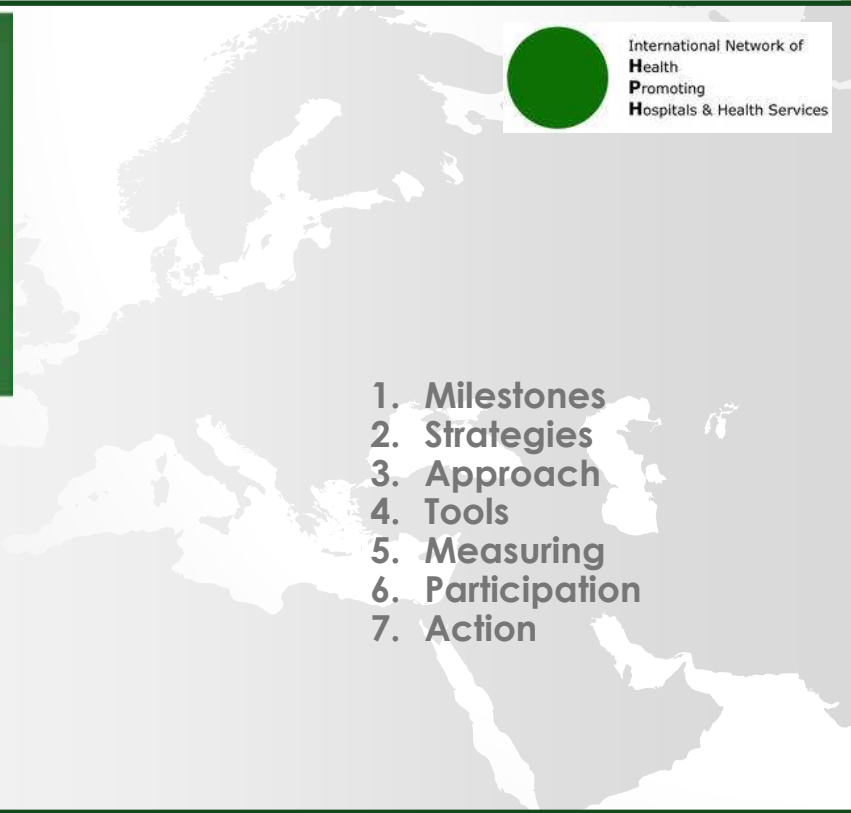 International Network of
Health
Promoting
Hospitals & Health Services
1. Milestones
2. Strategies
3. Approach
4. Tools
5. Measuring
6. Participation
7. Action